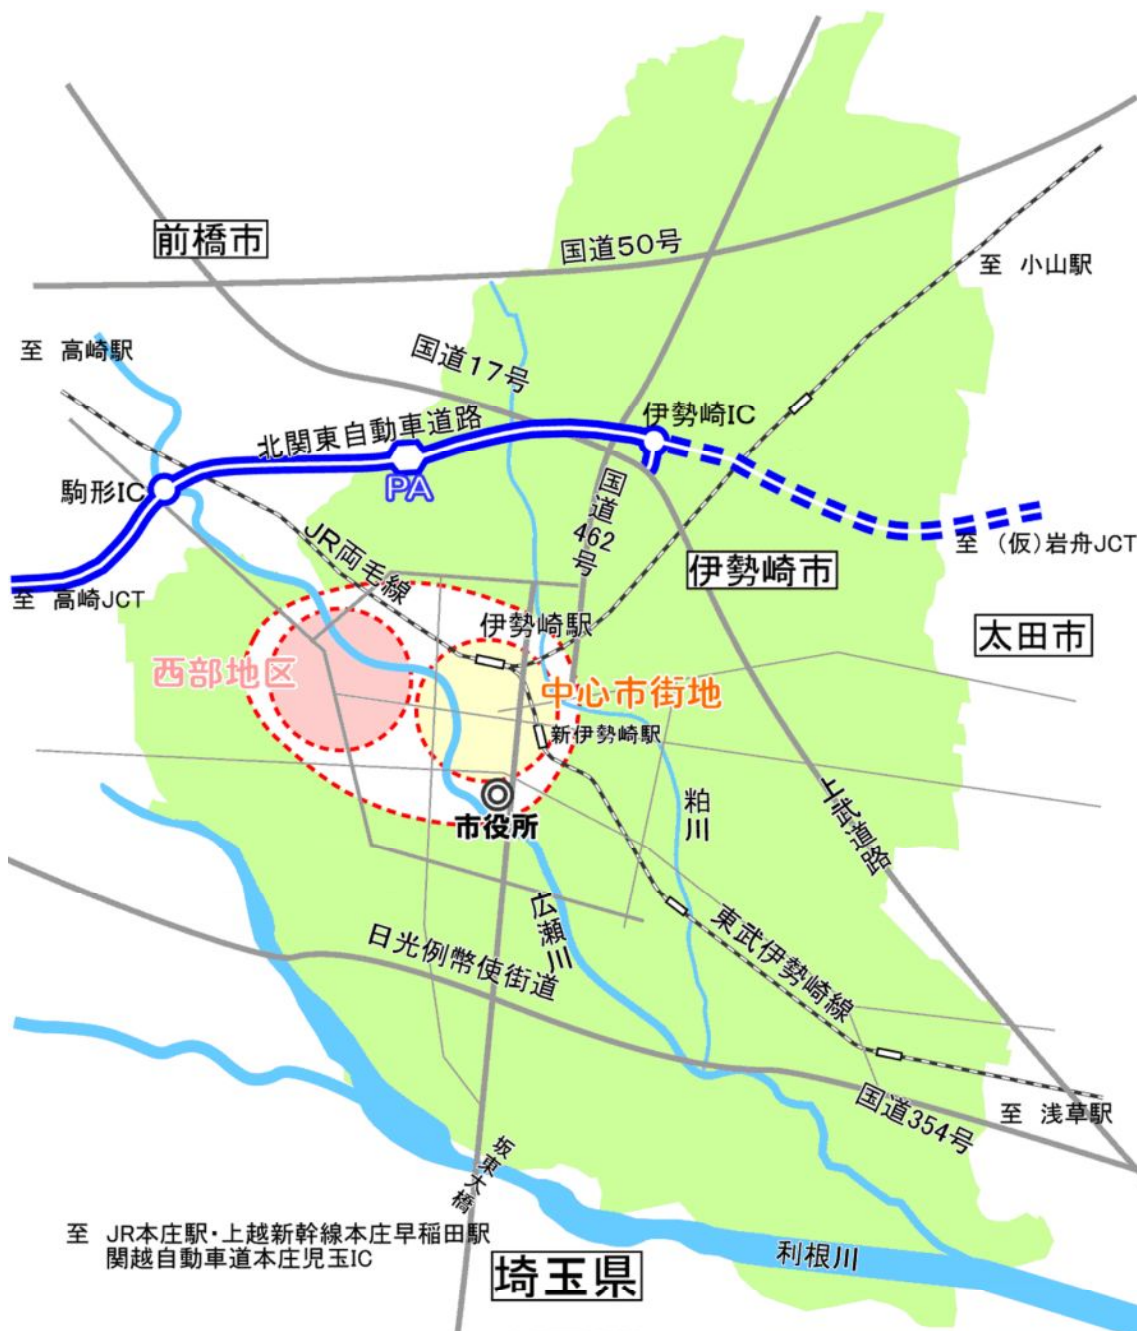 前橋市
国道50号
至 小山駅
至 高崎駅
国道17号
伊勢崎IC
北関東自動車道路
駒形IC
PA
国道462号
JR両毛線
至 (仮)岩舟JCT
伊勢崎市
至 高崎JCT
伊勢崎駅
太田市
西部地区
中心市街地
新伊勢崎駅
粕川
市役所
上武道路
広瀬川
東武伊勢崎線
日光例幣使街道
国道354号
至 浅草駅
坂東大橋
至 JR本庄駅・上越新幹線本庄早稲田駅
関越自動車道本庄児玉IC
利根川
埼玉県